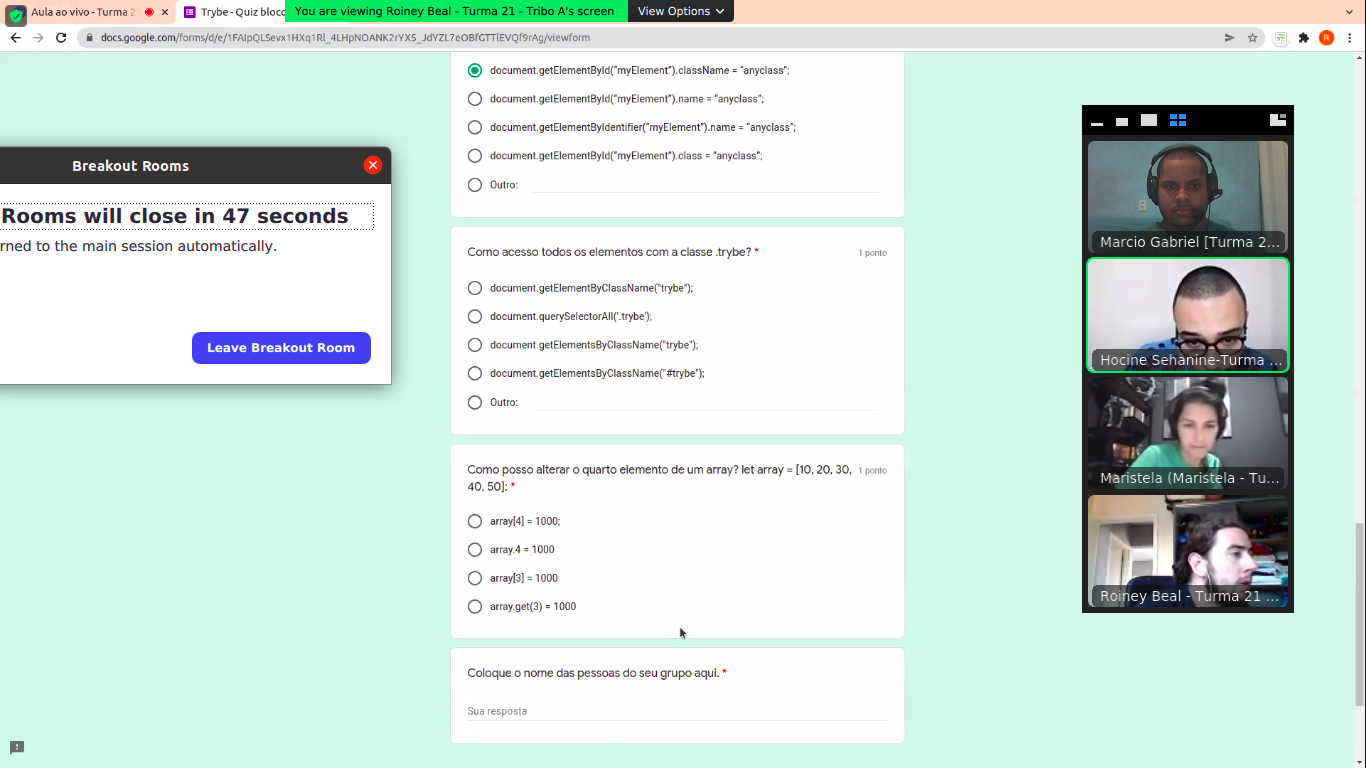 Aula ao vivo - Turma 2
Trybe - Quiz bloco
You are viewing Roiney Beal - Turma 21 - Tribo A's screen
View Options
docs.google.com/forms/d/e/1FAIpQLSevx1HXq1Rl_4LHpNOANK2rYX5_JdYZL7eOBfGTTlEVQf9rAg/viewform
R
document.getElementById("myElement").className = "anyclass";
document.getElementById("myElement").name = "anyclass";
document.getElementByIdentifier("myElement").name = "anyclass";
document.getElementById("myElement").class = "anyclass";
Outro:
Breakout Rooms
Rooms will close in 47 seconds
rned to the main session automatically.
Leave Breakout Room
Como acesso todos os elementos com a classe .trybe? *
1 ponto
document.getElementByClassName("trybe");
document.querySelectorAll('.trybe');
document.getElementsByClassName("trybe");
document.getElementsByClassName("#trybe");
Outro:
Como posso alterar o quarto elemento de um array? let array = [10, 20, 30,
40, 50]; *
1 ponto
array[4] = 1000;
array.4 = 1000
array[3] = 1000
array.get(3) = 1000
Coloque o nome das pessoas do seu grupo aqui. *
Sua resposta
Marcio Gabriel [Turma 2...
Hocine Sehanine-Turma ...
Maristela (Maristela - Tu...
Roiney Beal - Turma 21 ...